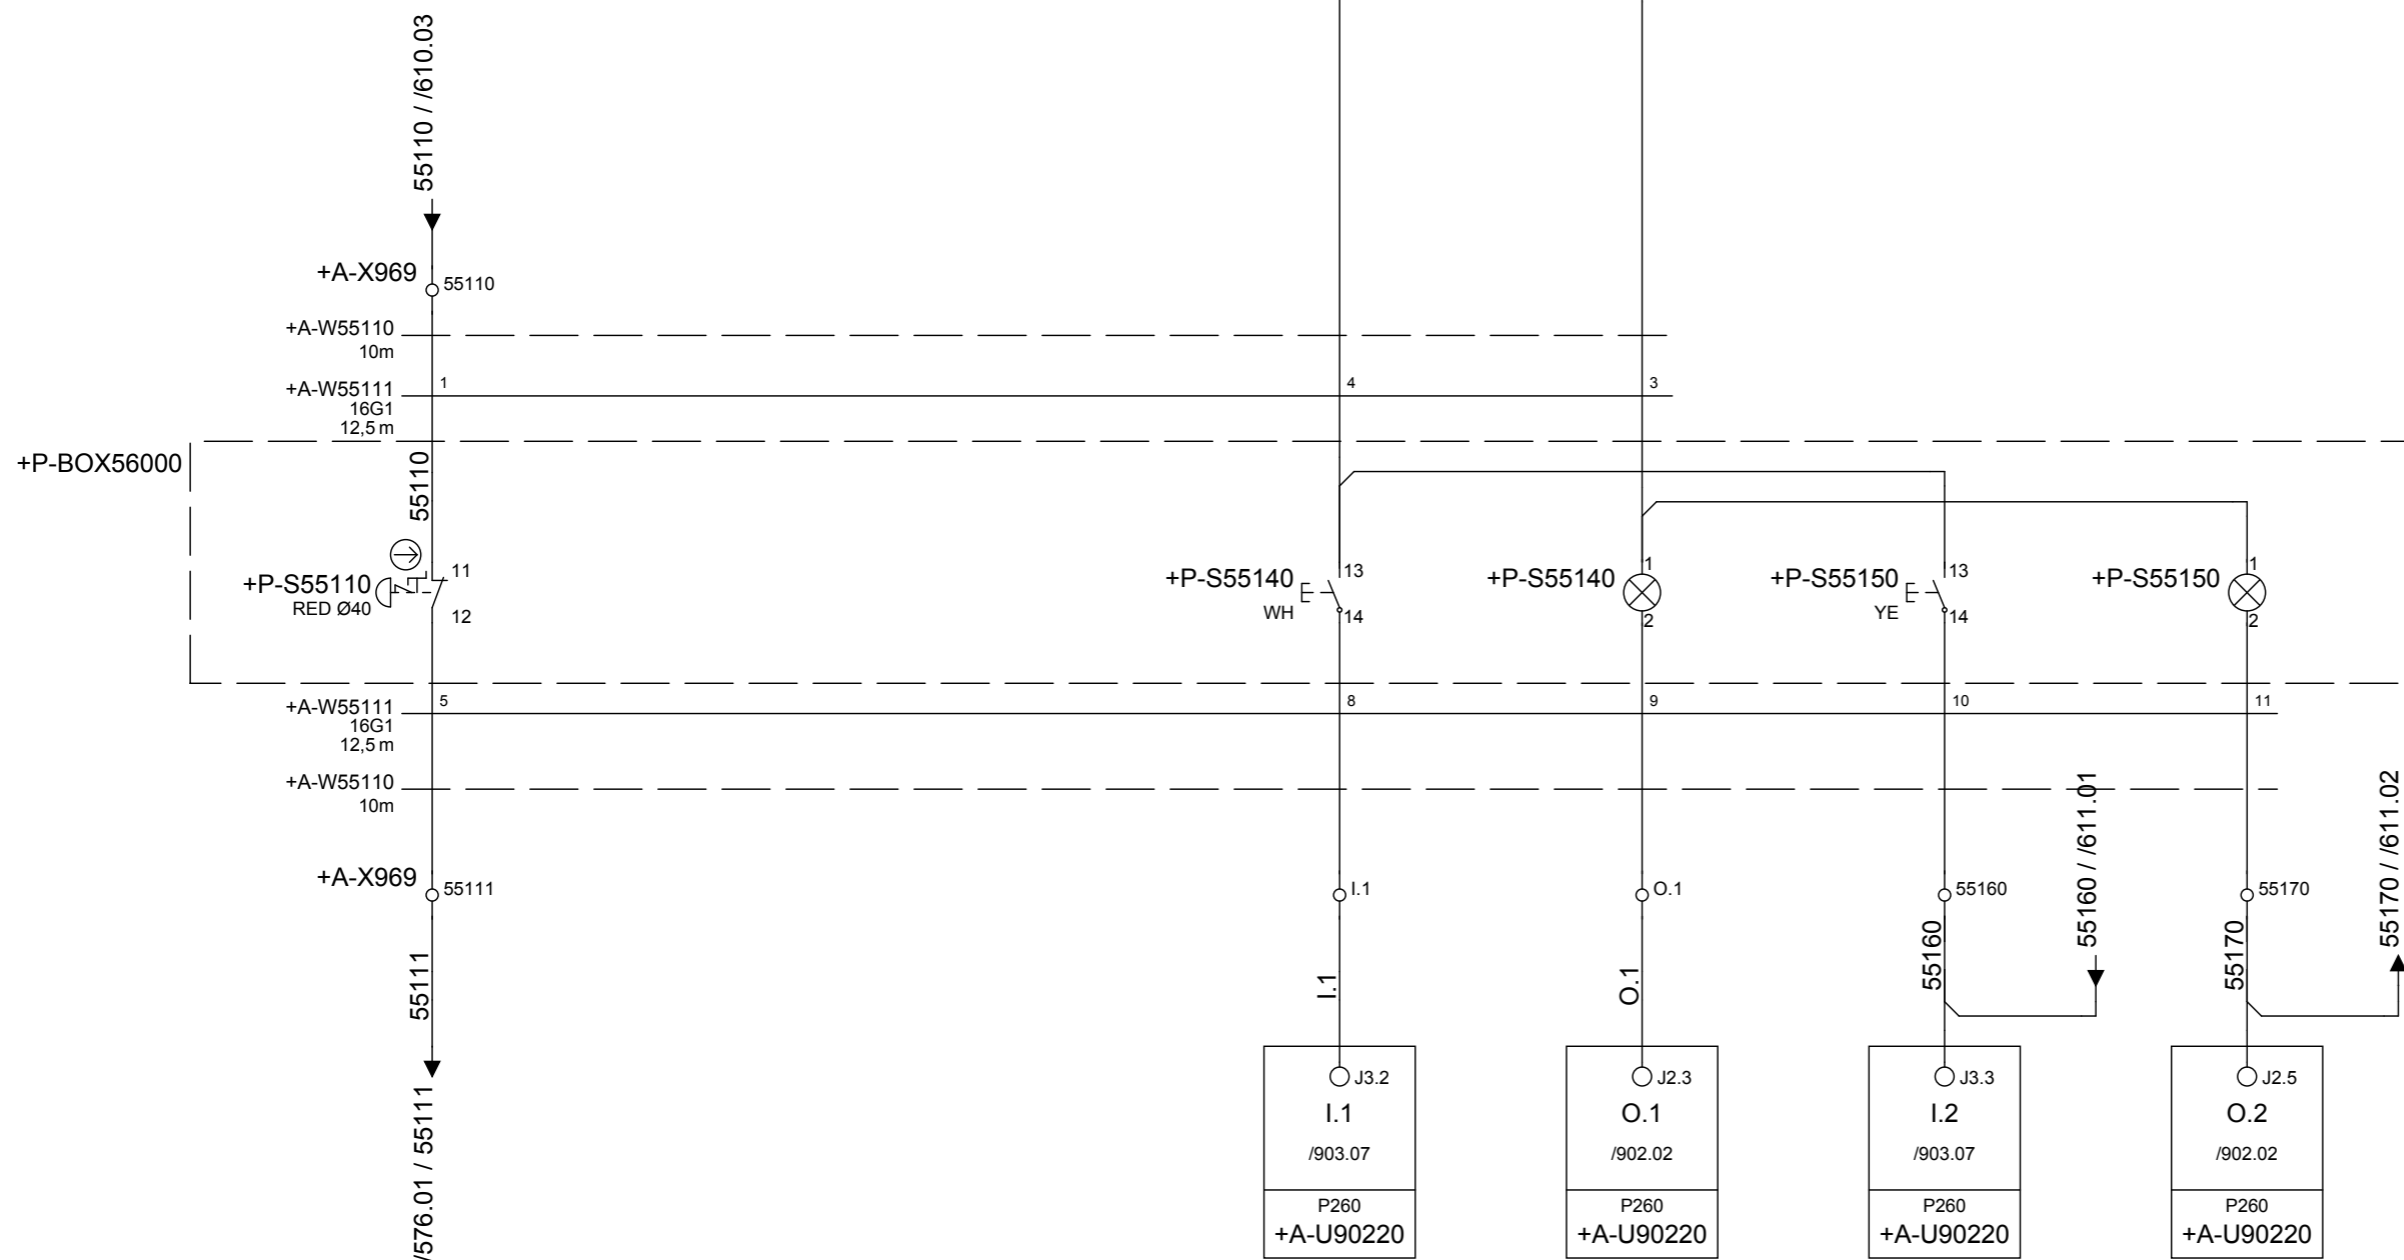 55110 / /610.03
+A-X969
55110
+A-W55110
10m
+A-W55111
1
4
3
16G1
12,5 m
+P-BOX56000
55110
+P-S55110
RED Ø40
11
12
+P-S55140
WH
13
14
+P-S55140
1
2
+P-S55150
YE
13
14
+P-S55150
1
2
+A-W55111
5
8
9
10
11
16G1
12,5 m
+A-W55110
10m
55160 / /611.01
55170 / /611.02
+A-X969
55111
I.1
O.1
55160
55170
55111
I.1
O.1
55160
55170
/576.01 / 55111
J3.2
I.1
/903.07
P260
+A-U90220
J2.3
O.1
/902.02
P260
+A-U90220
J3.3
I.2
/903.07
P260
+A-U90220
J2.5
O.2
/902.02
P260
+A-U90220